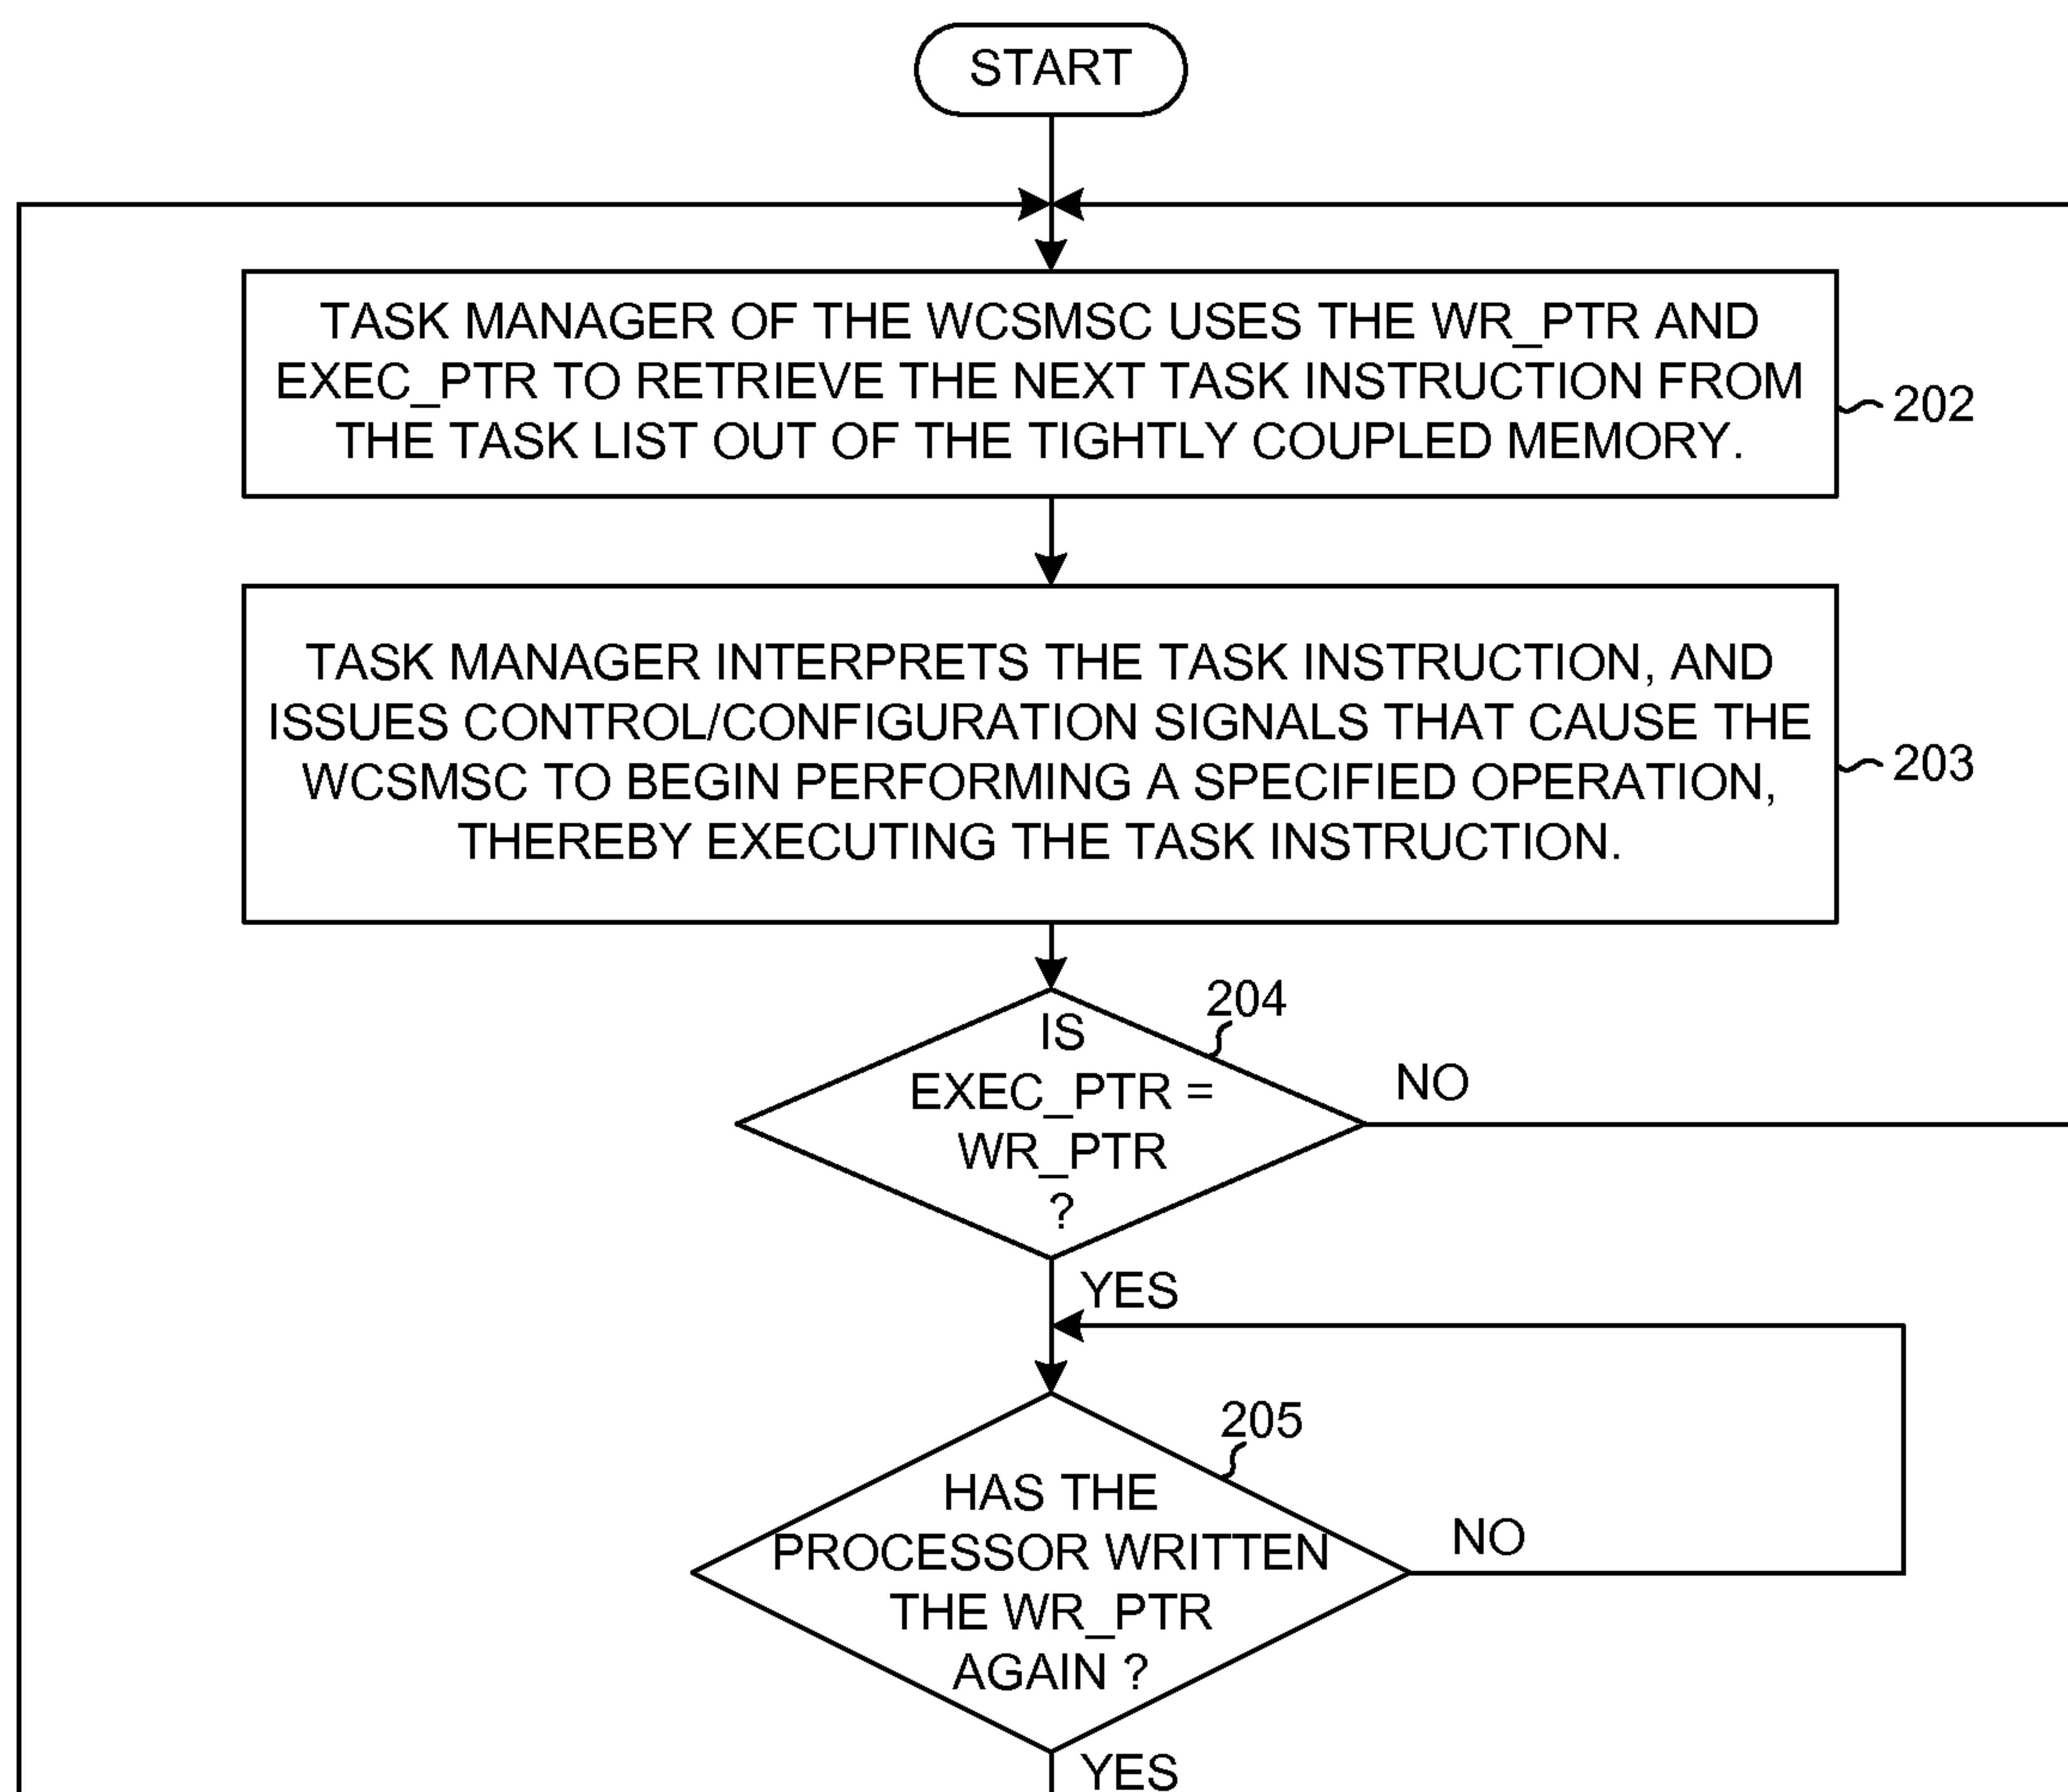 START
TASK MANAGER OF THE WCSMSC USES THE WR_PTR AND
EXEC_PTR TO RETRIEVE THE NEXT TASK INSTRUCTION FROM
THE TASK LIST OUT OF THE TIGHTLY COUPLED MEMORY.
202
TASK MANAGER INTERPRETS THE TASK INSTRUCTION, AND
ISSUES CONTROL/CONFIGURATION SIGNALS THAT CAUSE THE
WCSMSC TO BEGIN PERFORMING A SPECIFIED OPERATION,
THEREBY EXECUTING THE TASK INSTRUCTION.
203
204
IS
EXEC_PTR =
WR_PTR
?
NO
YES
205
HAS THE
PROCESSOR WRITTEN
THE WR_PTR
AGAIN ?
NO
YES